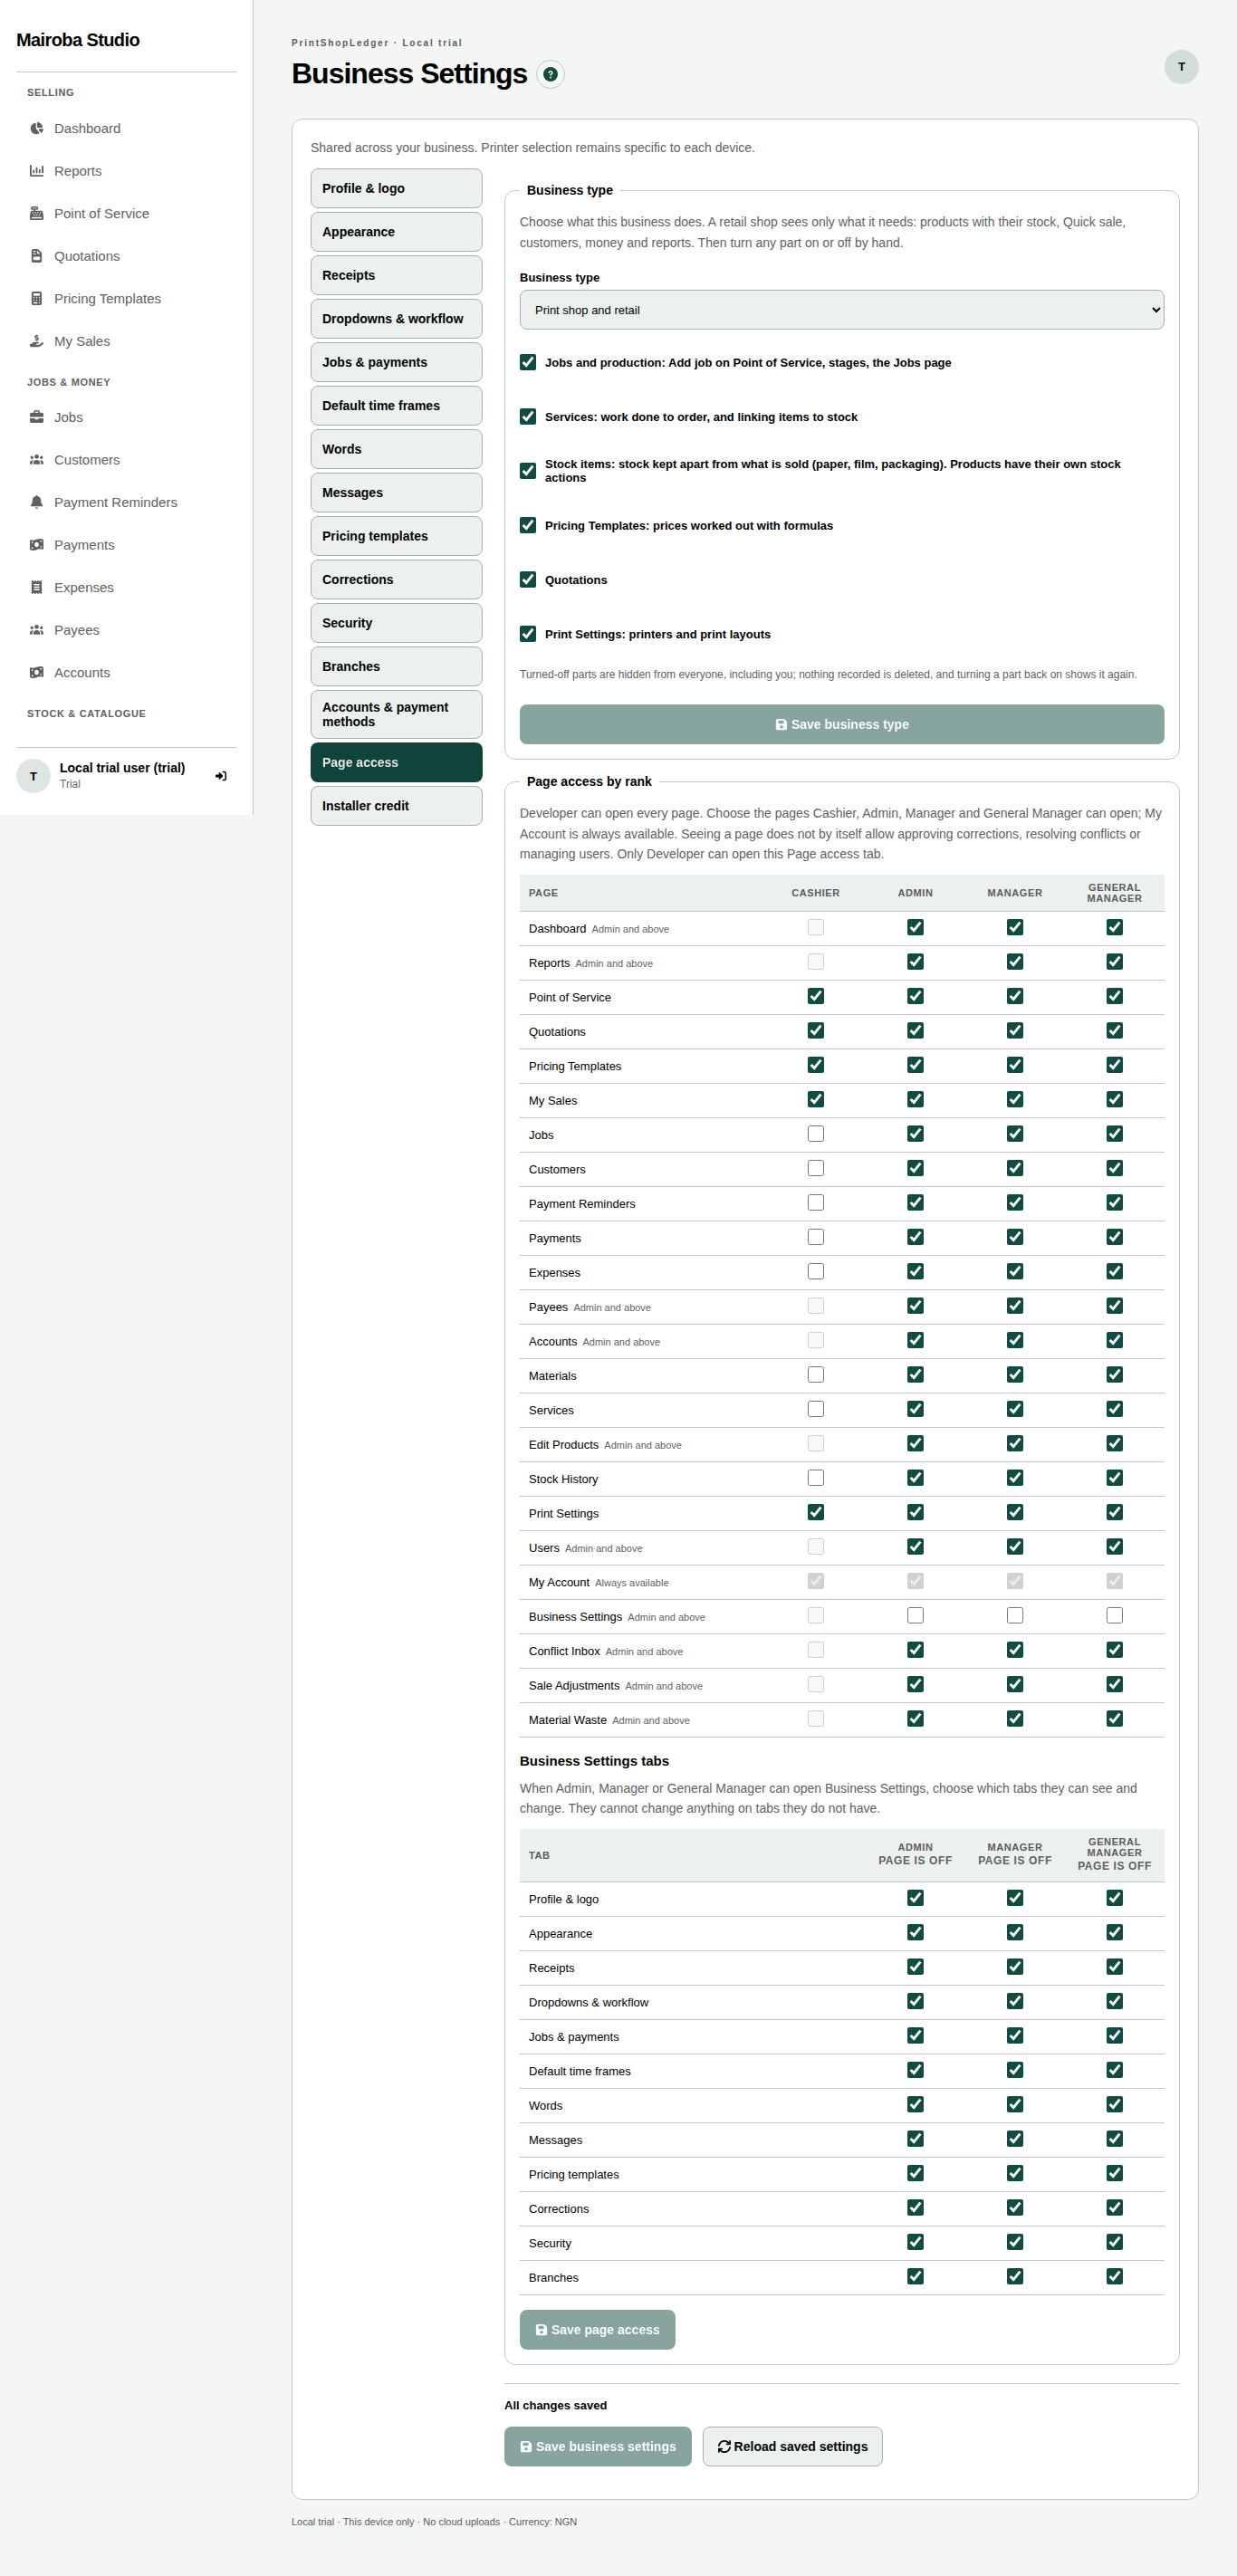 Mairoba Studio
SELLING
Dashboard
Reports
Point of Service
Quotations
Pricing Templates
My Sales
JOBS & MONEY
Jobs
Customers
Payment Reminders
Payments
Expenses
Payees
Accounts
STOCK & CATALOGUE
T
Local trial user (trial)
Trial
PrintShopLedger · Local trial
Business Settings
?
T
Shared across your business. Printer selection remains specific to each device.
Profile & logo
Appearance
Receipts
Dropdowns & workflow
Jobs & payments
Default time frames
Words
Messages
Pricing templates
Corrections
Security
Branches
Accounts & payment
methods
Page access
Installer credit
Business type
Choose what this business does. A retail shop sees only what it needs: products with their stock, Quick sale,
customers, money and reports. Then turn any part on or off by hand.
Business type
Print shop and retail
Jobs and production: Add job on Point of Service, stages, the Jobs page
Services: work done to order, and linking items to stock
Stock items: stock kept apart from what is sold (paper, film, packaging). Products have their own stock
actions
Pricing Templates: prices worked out with formulas
Quotations
Print Settings: printers and print layouts
Turned-off parts are hidden from everyone, including you; nothing recorded is deleted, and turning a part back on shows it again.
Save business type
Page access by rank
Developer can open every page. Choose the pages Cashier, Admin, Manager and General Manager can open; My
Account is always available. Seeing a page does not by itself allow approving corrections, resolving conflicts or
managing users. Only Developer can open this Page access tab.
PAGE CASHIER ADMIN MANAGER GENERAL MANAGER
Dashboard Admin and above
Reports Admin and above
Point of Service
Quotations
Pricing Templates
My Sales
Jobs
Customers
Payment Reminders
Payments
Expenses
Payees Admin and above
Accounts Admin and above
Materials
Services
Edit Products Admin and above
Stock History
Print Settings
Users Admin and above
My Account Always available
Business Settings Admin and above
Conflict Inbox Admin and above
Sale Adjustments Admin and above
Material Waste Admin and above
Business Settings tabs
When Admin, Manager or General Manager can open Business Settings, choose which tabs they can see and
change. They cannot change anything on tabs they do not have.
TAB ADMIN PAGE IS OFF MANAGER PAGE IS OFF GENERAL MANAGER PAGE IS OFF
Profile & logo
Appearance
Receipts
Dropdowns & workflow
Jobs & payments
Default time frames
Words
Messages
Pricing templates
Corrections
Security
Branches
Save page access
All changes saved
Save business settings
Reload saved settings
Local trial · This device only · No cloud uploads · Currency: NGN